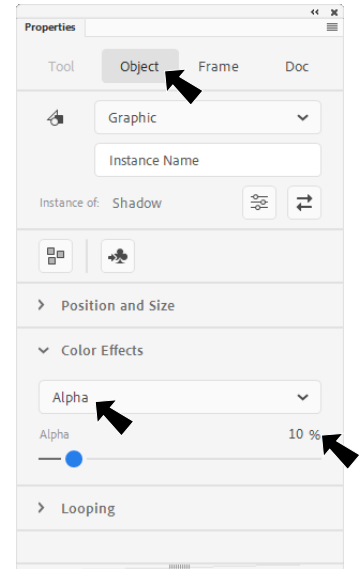 Properties
Tool Object Frame Doc
Graphic
Instance Name
Instance of: Shadow
Position and Size
Color Effects
Alpha
Alpha 10 %
Looping